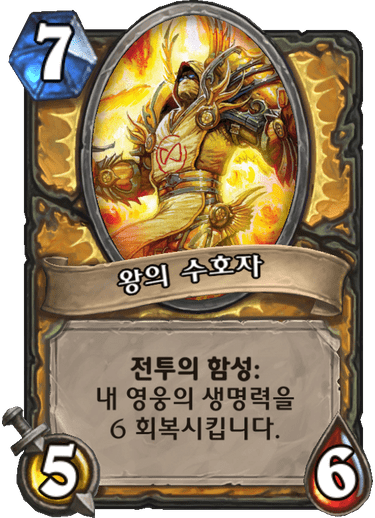 7
왕의 수호자
전투의 함성:
내 영웅의 생명력을
6 회복시킵니다.
5
6